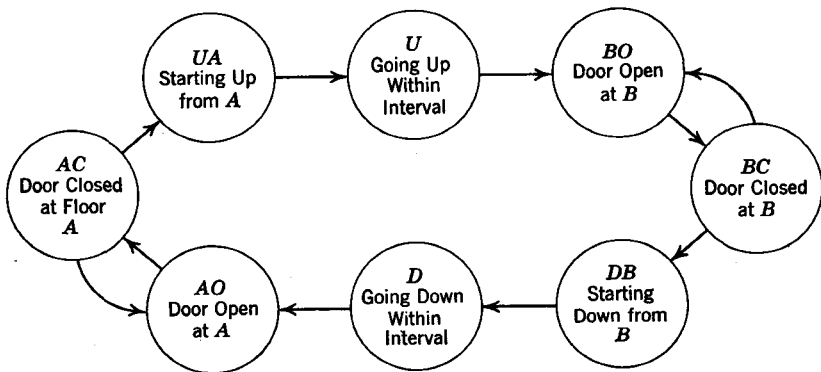 UA
Starting Up
from A
U
Going Up
Within
Interval
BO
Door Open
at B
AC
Door Closed
at Floor
A
BC
Door Closed
at B
AO
Door Open
at A
D
Going Down
Within
Interval
DB
Starting
Down from
B